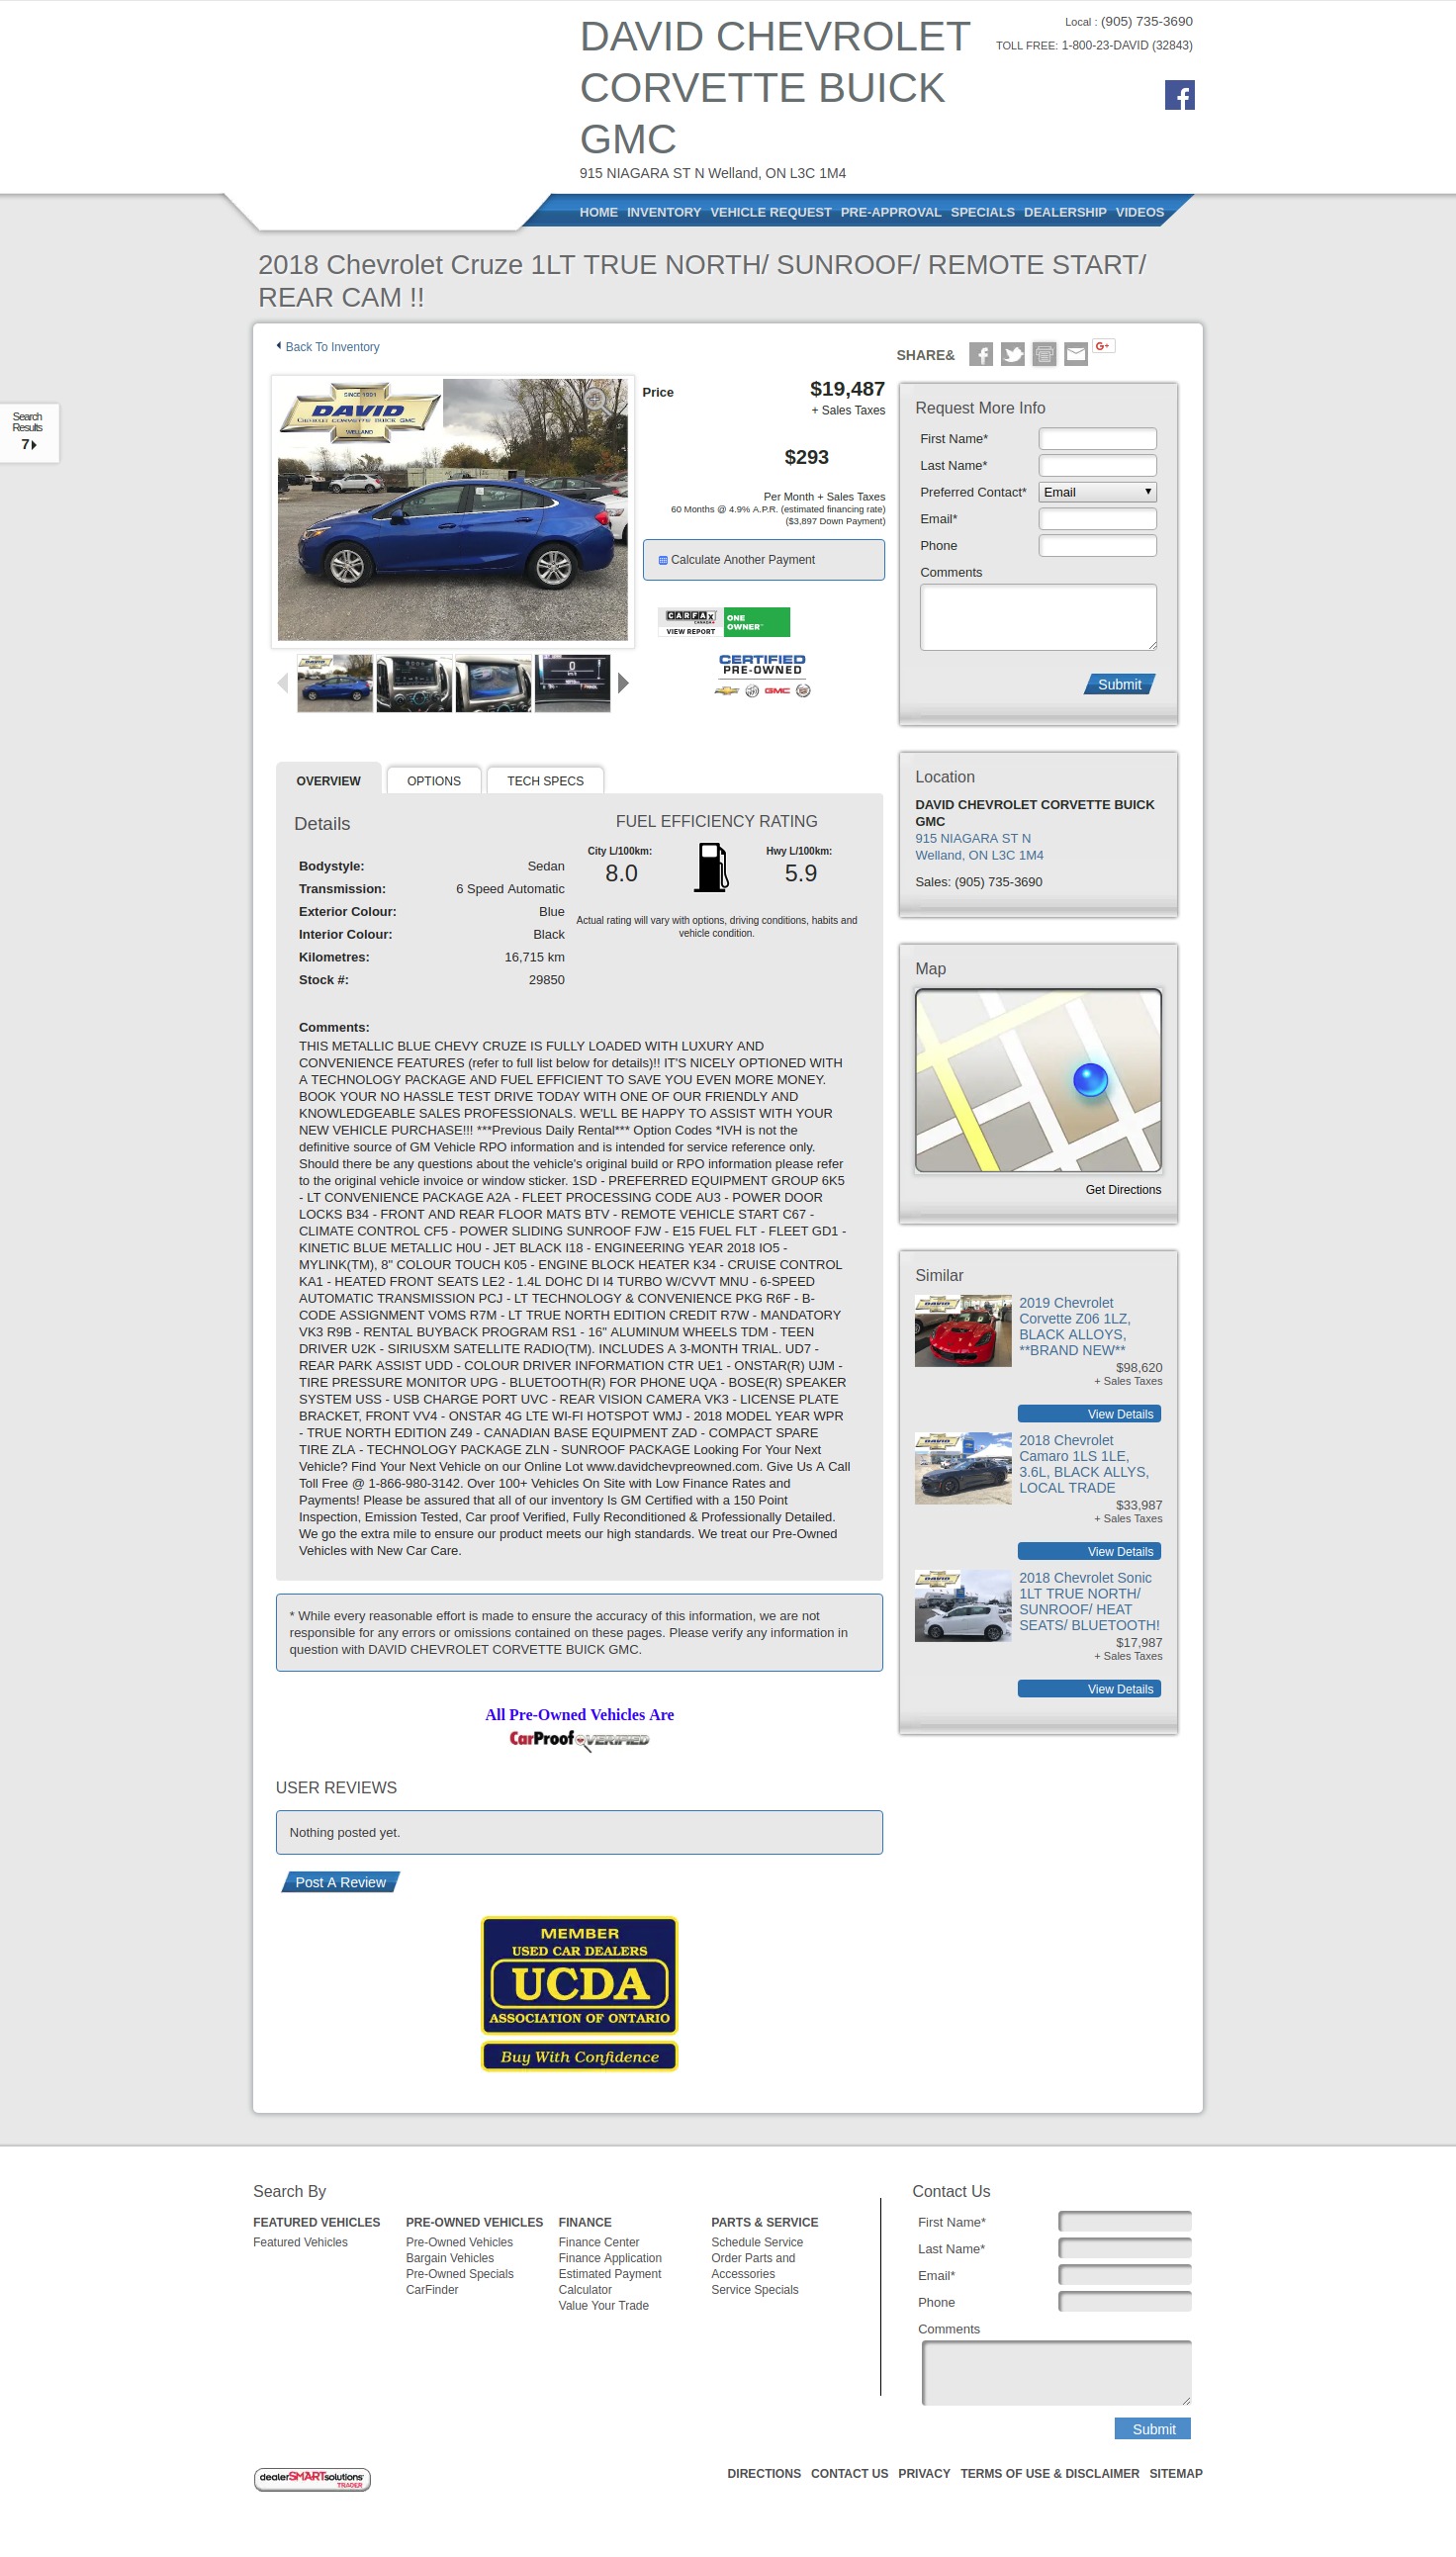 DAVID CHEVROLET
CORVETTE BUICK
GMC
915 NIAGARA ST N Welland, ON L3C 1M4
Local : (905) 735-3690
TOLL FREE: 1-800-23-DAVID (32843)
HOME INVENTORY VEHICLE REQUEST PRE-APPROVAL SPECIALS DEALERSHIP VIDEOS
2018 Chevrolet Cruze 1LT TRUE NORTH/ SUNROOF/ REMOTE START/
REAR CAM !!
Search
Results
7
Back To Inventory
SHARE&
G+
SINCE 1931
DAVID
CHEVROLET CORVETTE BUICK GMC
WELLAND
Price
$19,487
+ Sales Taxes
$293
Per Month + Sales Taxes
60 Months @ 4.9% A.P.R. (estimated financing rate)
($3,897 Down Payment)
Calculate Another Payment
CARFAX
CANADA
VIEW REPORT
ONE
OWNER
CERTIFIED
PRE-OWNED
GMC
Request More Info
First Name*
Last Name*
Preferred Contact* Email
Email*
Phone
Comments
Submit
OVERVIEW OPTIONS TECH SPECS
Details
Bodystyle: Sedan
Transmission: 6 Speed Automatic
Exterior Colour: Blue
Interior Colour: Black
Kilometres: 16,715 km
Stock #: 29850
FUEL EFFICIENCY RATING
City L/100km: Hwy L/100km:
8.0 5.9
Actual rating will vary with options, driving conditions, habits and
vehicle condition.
Comments:
THIS METALLIC BLUE CHEVY CRUZE IS FULLY LOADED WITH LUXURY AND
CONVENIENCE FEATURES (refer to full list below for details)!! IT'S NICELY OPTIONED WITH
A TECHNOLOGY PACKAGE AND FUEL EFFICIENT TO SAVE YOU EVEN MORE MONEY.
BOOK YOUR NO HASSLE TEST DRIVE TODAY WITH ONE OF OUR FRIENDLY AND
KNOWLEDGEABLE SALES PROFESSIONALS. WE'LL BE HAPPY TO ASSIST WITH YOUR
NEW VEHICLE PURCHASE!!! ***Previous Daily Rental*** Option Codes *IVH is not the
definitive source of GM Vehicle RPO information and is intended for service reference only.
Should there be any questions about the vehicle's original build or RPO information please refer
to the original vehicle invoice or window sticker. 1SD - PREFERRED EQUIPMENT GROUP 6K5
- LT CONVENIENCE PACKAGE A2A - FLEET PROCESSING CODE AU3 - POWER DOOR
LOCKS B34 - FRONT AND REAR FLOOR MATS BTV - REMOTE VEHICLE START C67 -
CLIMATE CONTROL CF5 - POWER SLIDING SUNROOF FJW - E15 FUEL FLT - FLEET GD1 -
KINETIC BLUE METALLIC H0U - JET BLACK I18 - ENGINEERING YEAR 2018 IO5 -
MYLINK(TM), 8" COLOUR TOUCH K05 - ENGINE BLOCK HEATER K34 - CRUISE CONTROL
KA1 - HEATED FRONT SEATS LE2 - 1.4L DOHC DI I4 TURBO W/CVVT MNU - 6-SPEED
AUTOMATIC TRANSMISSION PCJ - LT TECHNOLOGY & CONVENIENCE PKG R6F - B-
CODE ASSIGNMENT VOMS R7M - LT TRUE NORTH EDITION CREDIT R7W - MANDATORY
VK3 R9B - RENTAL BUYBACK PROGRAM RS1 - 16" ALUMINUM WHEELS TDM - TEEN
DRIVER U2K - SIRIUSXM SATELLITE RADIO(TM). INCLUDES A 3-MONTH TRIAL. UD7 -
REAR PARK ASSIST UDD - COLOUR DRIVER INFORMATION CTR UE1 - ONSTAR(R) UJM -
TIRE PRESSURE MONITOR UPG - BLUETOOTH(R) FOR PHONE UQA - BOSE(R) SPEAKER
SYSTEM USS - USB CHARGE PORT UVC - REAR VISION CAMERA VK3 - LICENSE PLATE
BRACKET, FRONT VV4 - ONSTAR 4G LTE WI-FI HOTSPOT WMJ - 2018 MODEL YEAR WPR
- TRUE NORTH EDITION Z49 - CANADIAN BASE EQUIPMENT ZAD - COMPACT SPARE
TIRE ZLA - TECHNOLOGY PACKAGE ZLN - SUNROOF PACKAGE Looking For Your Next
Vehicle? Find Your Next Vehicle on our Online Lot www.davidchevpreowned.com. Give Us A Call
Toll Free @ 1-866-980-3142. Over 100+ Vehicles On Site with Low Finance Rates and
Payments! Please be assured that all of our inventory Is GM Certified with a 150 Point
Inspection, Emission Tested, Car proof Verified, Fully Reconditioned & Professionally Detailed.
We go the extra mile to ensure our product meets our high standards. We treat our Pre-Owned
Vehicles with New Car Care.
* While every reasonable effort is made to ensure the accuracy of this information, we are not
responsible for any errors or omissions contained on these pages. Please verify any information in
question with DAVID CHEVROLET CORVETTE BUICK GMC.
All Pre-Owned Vehicles Are
CarProof VERIFIED
USER REVIEWS
Nothing posted yet.
Post A Review
MEMBER
USED CAR DEALERS
UCDA
ASSOCIATION OF ONTARIO
Buy With Confidence
Location
DAVID CHEVROLET CORVETTE BUICK
GMC
915 NIAGARA ST N
Welland, ON L3C 1M4
Sales: (905) 735-3690
Map
Get Directions
Similar
2019 Chevrolet
Corvette Z06 1LZ,
BLACK ALLOYS,
**BRAND NEW**
$98,620
+ Sales Taxes
View Details
2018 Chevrolet
Camaro 1LS 1LE,
3.6L, BLACK ALLYS,
LOCAL TRADE
$33,987
+ Sales Taxes
View Details
2018 Chevrolet Sonic
1LT TRUE NORTH/
SUNROOF/ HEAT
SEATS/ BLUETOOTH!
$17,987
+ Sales Taxes
View Details
Search By
FEATURED VEHICLES
Featured Vehicles
PRE-OWNED VEHICLES
Pre-Owned Vehicles
Bargain Vehicles
Pre-Owned Specials
CarFinder
FINANCE
Finance Center
Finance Application
Estimated Payment
Calculator
Value Your Trade
PARTS & SERVICE
Schedule Service
Order Parts and
Accessories
Service Specials
Contact Us
First Name*
Last Name*
Email*
Phone
Comments
Submit
dealerSMARTsolutions
TRADER
DIRECTIONS CONTACT US PRIVACY TERMS OF USE & DISCLAIMER SITEMAP